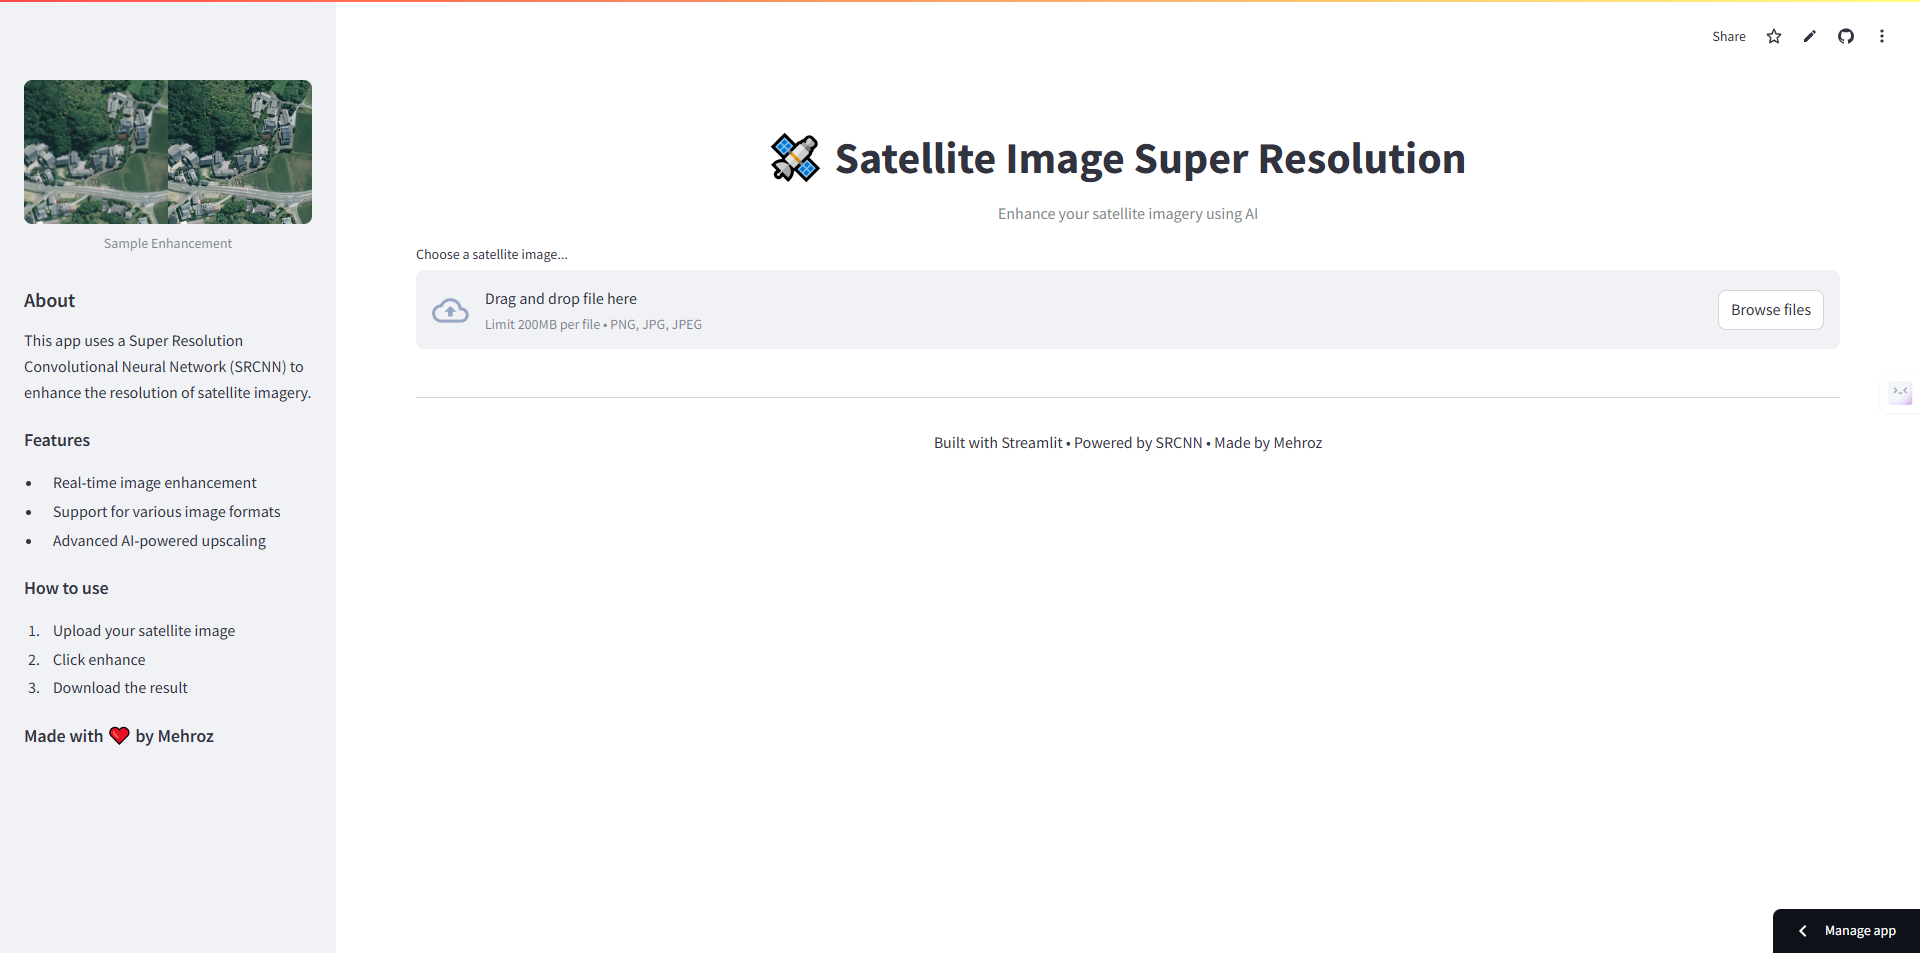 Share
Sample Enhancement
About
This app uses a Super Resolution
Convolutional Neural Network (SRCNN) to
enhance the resolution of satellite imagery.
Features
• Real-time image enhancement
• Support for various image formats
• Advanced AI-powered upscaling
How to use
1. Upload your satellite image
2. Click enhance
3. Download the result
Made with ❤️ by Mehroz
🛰️ Satellite Image Super Resolution
Enhance your satellite imagery using AI
Choose a satellite image...
Drag and drop file here
Limit 200MB per file • PNG, JPG, JPEG
Browse files
Built with Streamlit • Powered by SRCNN • Made by Mehroz
Manage app